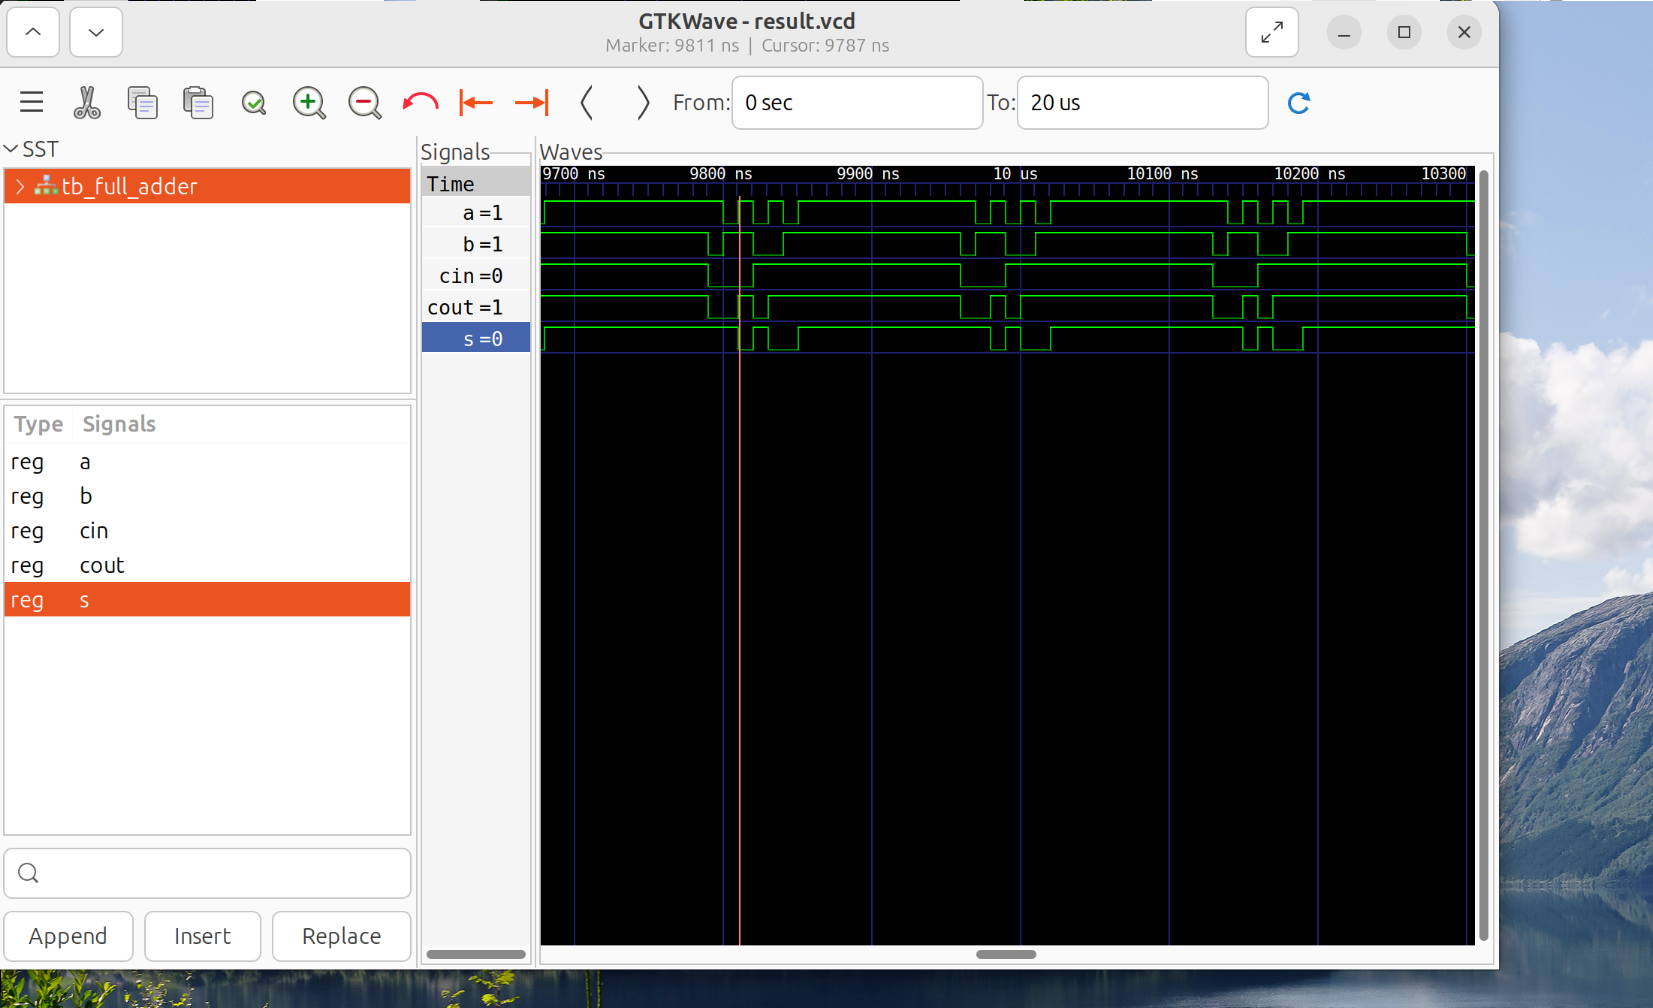 GTKWave - result.vcd
Marker: 9811 ns | Cursor: 9787 ns
From: 0 sec To: 20 us
SST
tb_full_adder
Type Signals
reg a
reg b
reg cin
reg cout
reg s
Append Insert Replace
Signals
Time
a=1
b=1
cin=0
cout=1
s=0
Waves
9700 ns 9800 ns 9900 ns 10 us 10100 ns 10200 ns 10300